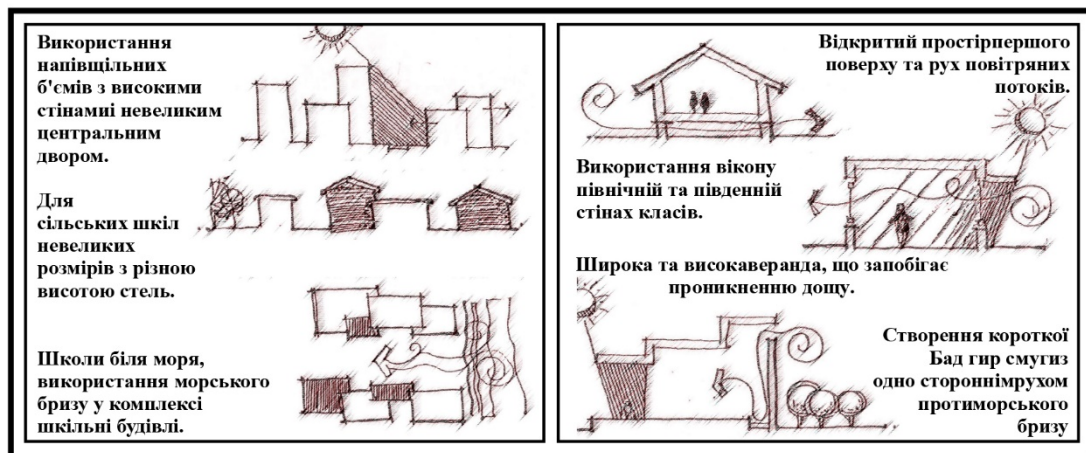 Використання
напівщільних
б'ємів з високими
стінаміі невеликим
центральним
двором.
Для
сільських шкіл
невеликих
розмірів з різною
висотою стель.
Школи біля моря,
використання морського
бризу у комплексі
шкільні будівлі.
Відкритий простірпершого
поверху та рух повітряних
потоків.
Використання вікону
північній та південній
стінах класів.
Широка та високаверанда, що запобігає
проникненню дощу.
Створення короткої
Бад гир смугиз
одно стороннімрухом
протиморського
бризу